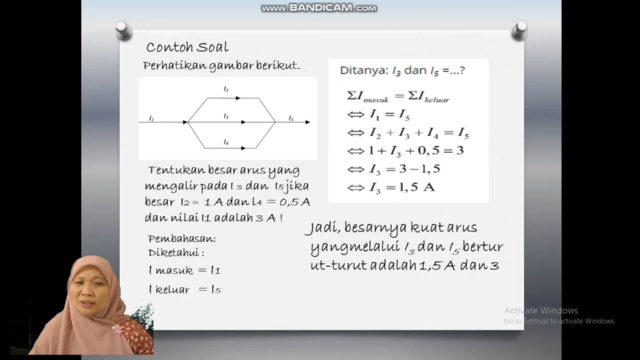 www.BANDICAM.com
Contoh Soal
Perhatikan gambar berikut.
I2
I1
I3
I5
I4
Tentukan besar arus yang
mengalir pada I3 dan I5 jika
besar I2 = 1 A dan I4 = 0,5 A
dan nilai I1 adalah 3 A !
Pembahasan:
Diketahui :
I masuk = I1
I keluar = I5
Ditanya: I3 dan I5 =...?
ΣI masuk = ΣI keluar
⇔ I1 = I5
⇔ I2 + I3 + I4 = I5
⇔ 1 + I3 + 0,5 = 3
⇔ I3 = 3 − 1,5
⇔ I3 = 1,5 A
Jadi, besarnya kuat arus
yangmelalui I3 dan I5 bertur
ut-turut adalah 1,5 A dan 3
Activate Windows
Go to Settings to activate Windows.